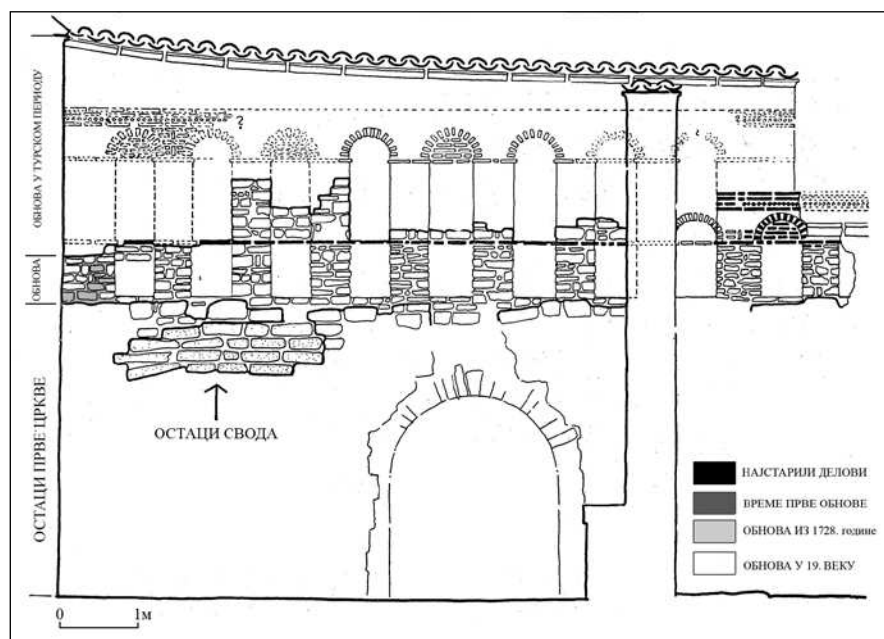 ОБНОВА У ТУРСКОМ ПЕРИОДУ
?
ОБНОВА
ОСТАЦИ СВОДА
ОСТАЦИ ПРВЕ ЦРКВЕ
НАЈСТАРИЈИ ДЕЛОВИ
ВРЕМЕ ПРВЕ ОБНОВЕ
ОБНОВА ИЗ 1728. године
ОБНОВА У 19. ВЕКУ
0 1м